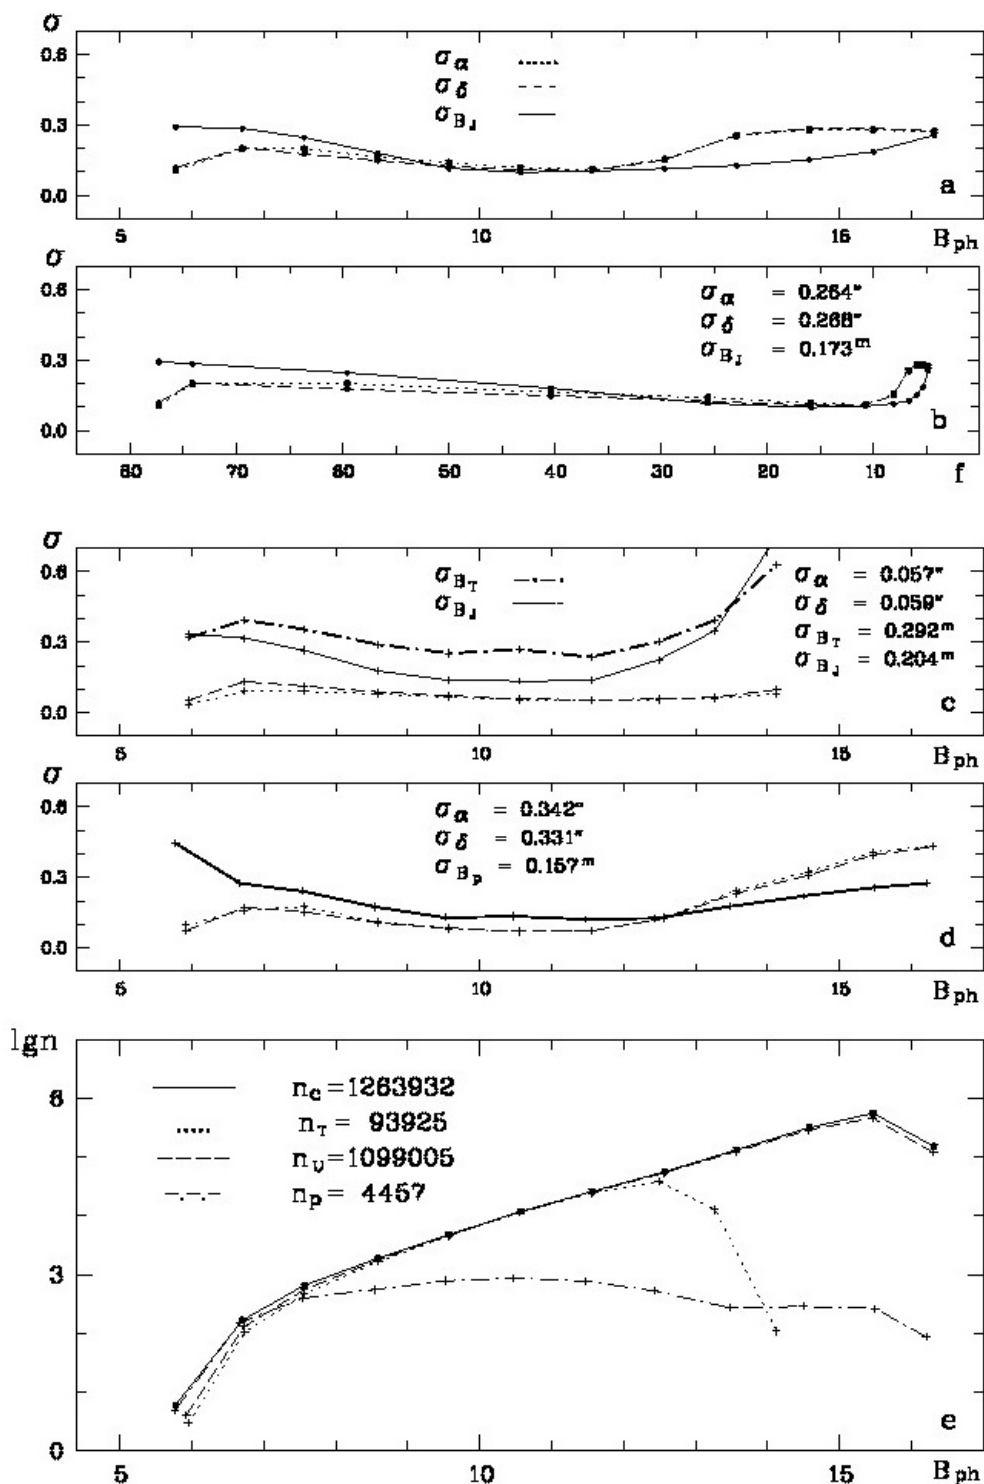 σ
0.6
0.3
0.0
σα
σδ
σBJ
a
5 10 15 Bph
σ
0.6
0.3
0.0
σα = 0.264"
σδ = 0.268"
σBJ = 0.173m
b
80 70 60 50 40 30 20 10 f
σ
0.6
0.3
0.0
σBT
σBJ
σα = 0.057"
σδ = 0.059"
σBT = 0.292m
σBJ = 0.204m
c
5 10 15 Bph
σ
0.6
0.3
0.0
σα = 0.342"
σδ = 0.331"
σBp = 0.157m
d
5 10 15 Bph
lgn
6
3
0
nc=1263932
nT= 93925
nU=1099005
np= 4457
e
5 10 15 Bph